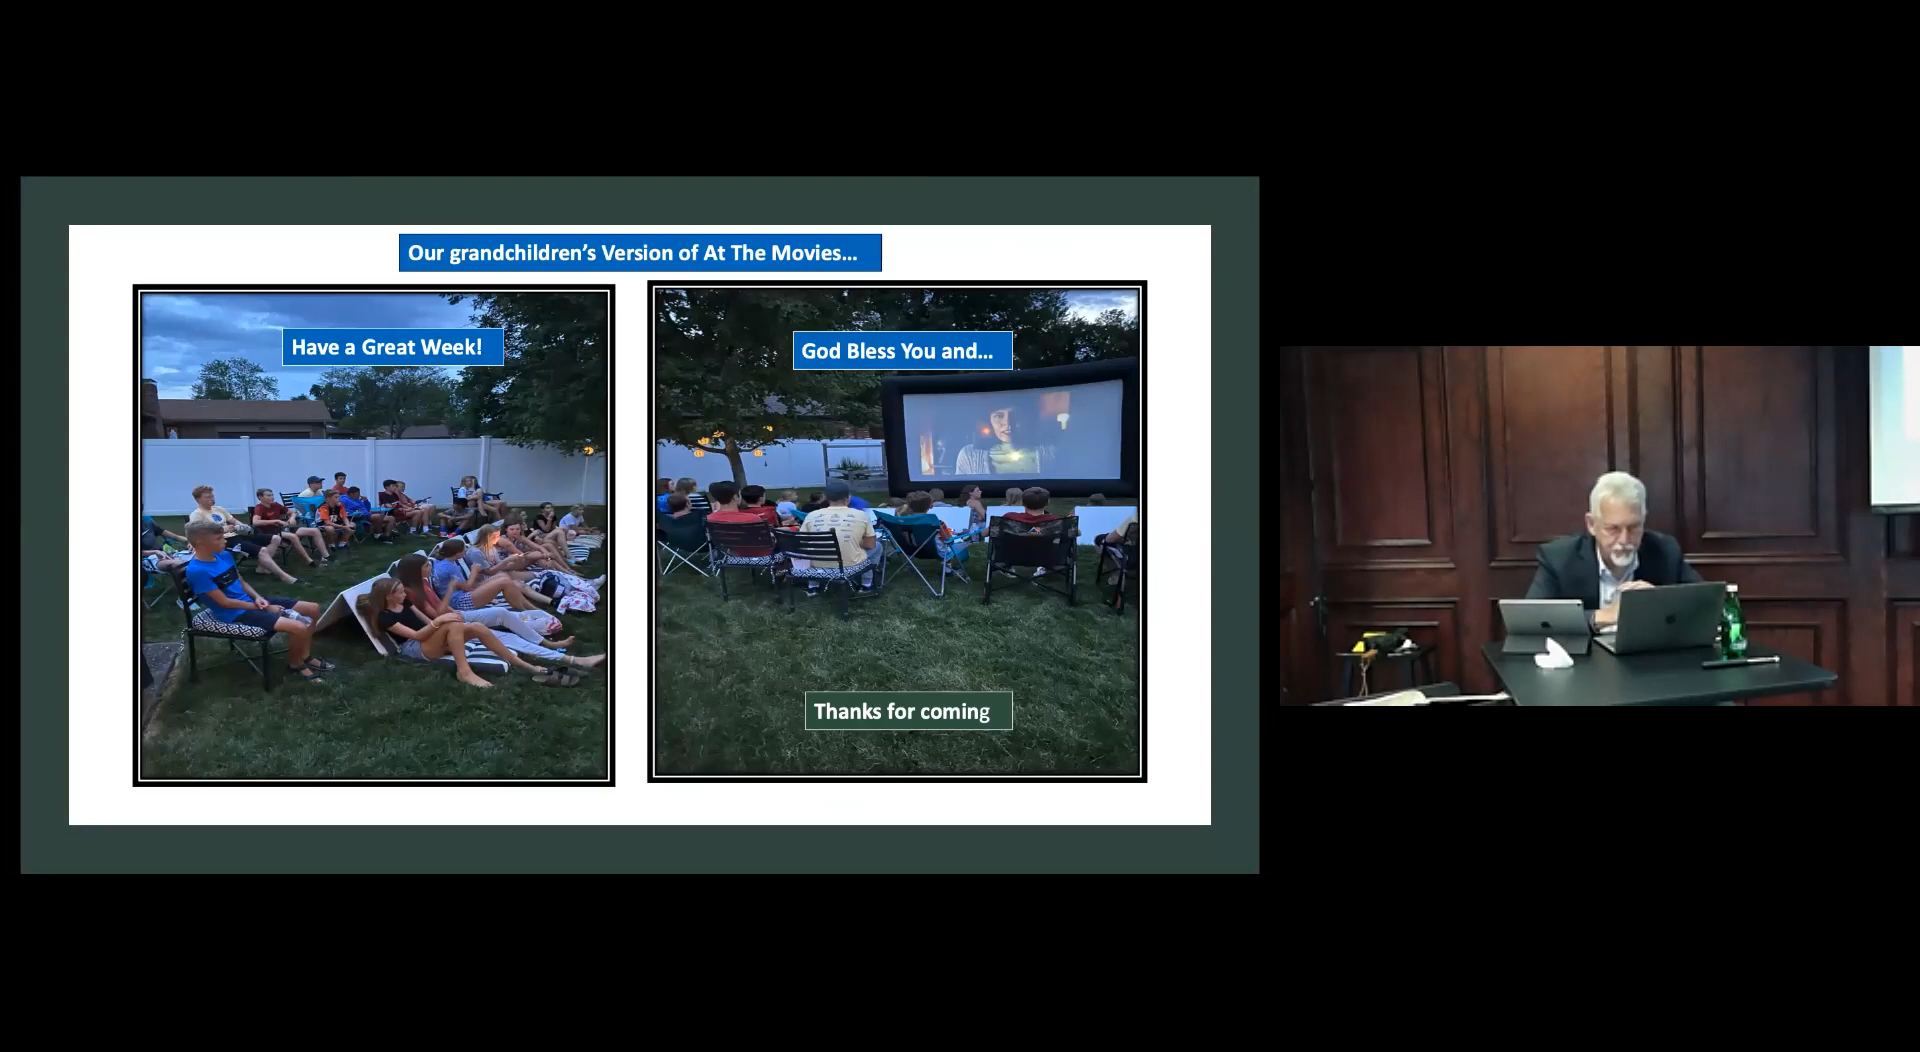 Our grandchildren’s Version of At The Movies...
Have a Great Week!
God Bless You and...
Thanks for coming